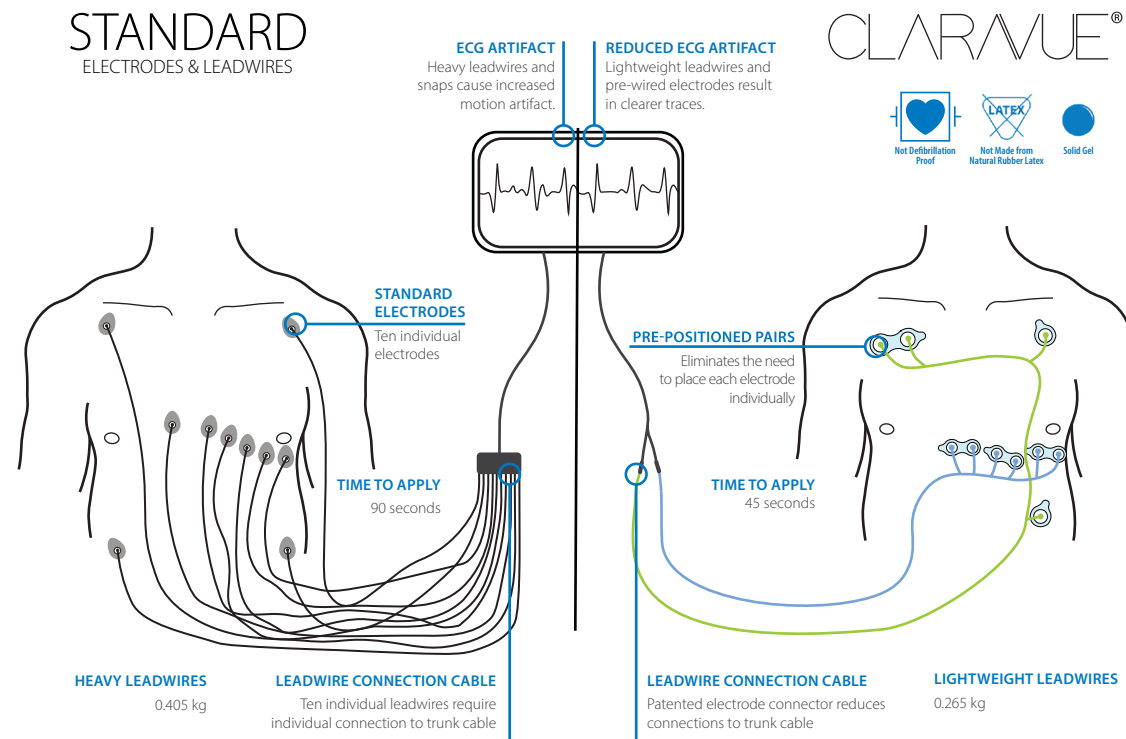 STANDARD
ELECTRODES & LEADWIRES
ECG ARTIFACT
Heavy leadwires and
snaps cause increased
motion artifact.
REDUCED ECG ARTIFACT
Lightweight leadwires and
pre-wired electrodes result
in clearer traces.
CLARAVUE®
LATEX
Not Defibrillation
Proof
Not Made from
Natural Rubber Latex
Solid Gel
STANDARD
ELECTRODES
Ten individual
electrodes
PRE-POSITIONED PAIRS
Eliminates the need
to place each electrode
individually
TIME TO APPLY
90 seconds
TIME TO APPLY
45 seconds
HEAVY LEADWIRES
0.405 kg
LEADWIRE CONNECTION CABLE
Ten individual leadwires require
individual connection to trunk cable
LEADWIRE CONNECTION CABLE
Patented electrode connector reduces
connections to trunk cable
LIGHTWEIGHT LEADWIRES
0.265 kg